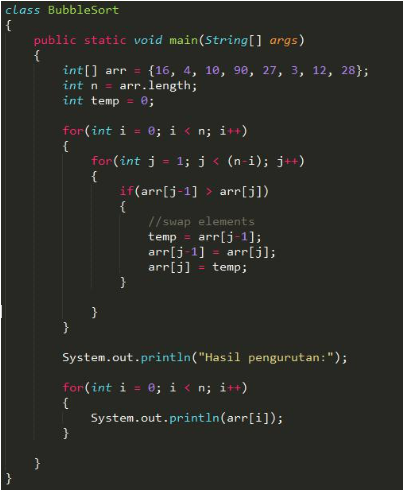 class BubbleSort
{
    public static void main(String[] args)
    {
        int[] arr = {16, 4, 10, 90, 27, 3, 12, 28};
        int n = arr.length;
        int temp = 0;

        for(int i = 0; i < n; i++)
        {
            for(int j = 1; j < (n-i); j++)
            {
                if(arr[j-1] > arr[j])
                {
                    //swap elements
                    temp = arr[j-1];
                    arr[j-1] = arr[j];
                    arr[j] = temp;
                }

            }
        }

        System.out.println("Hasil pengurutan:");

        for(int i = 0; i < n; i++)
        {
            System.out.println(arr[i]);
        }

    }
}